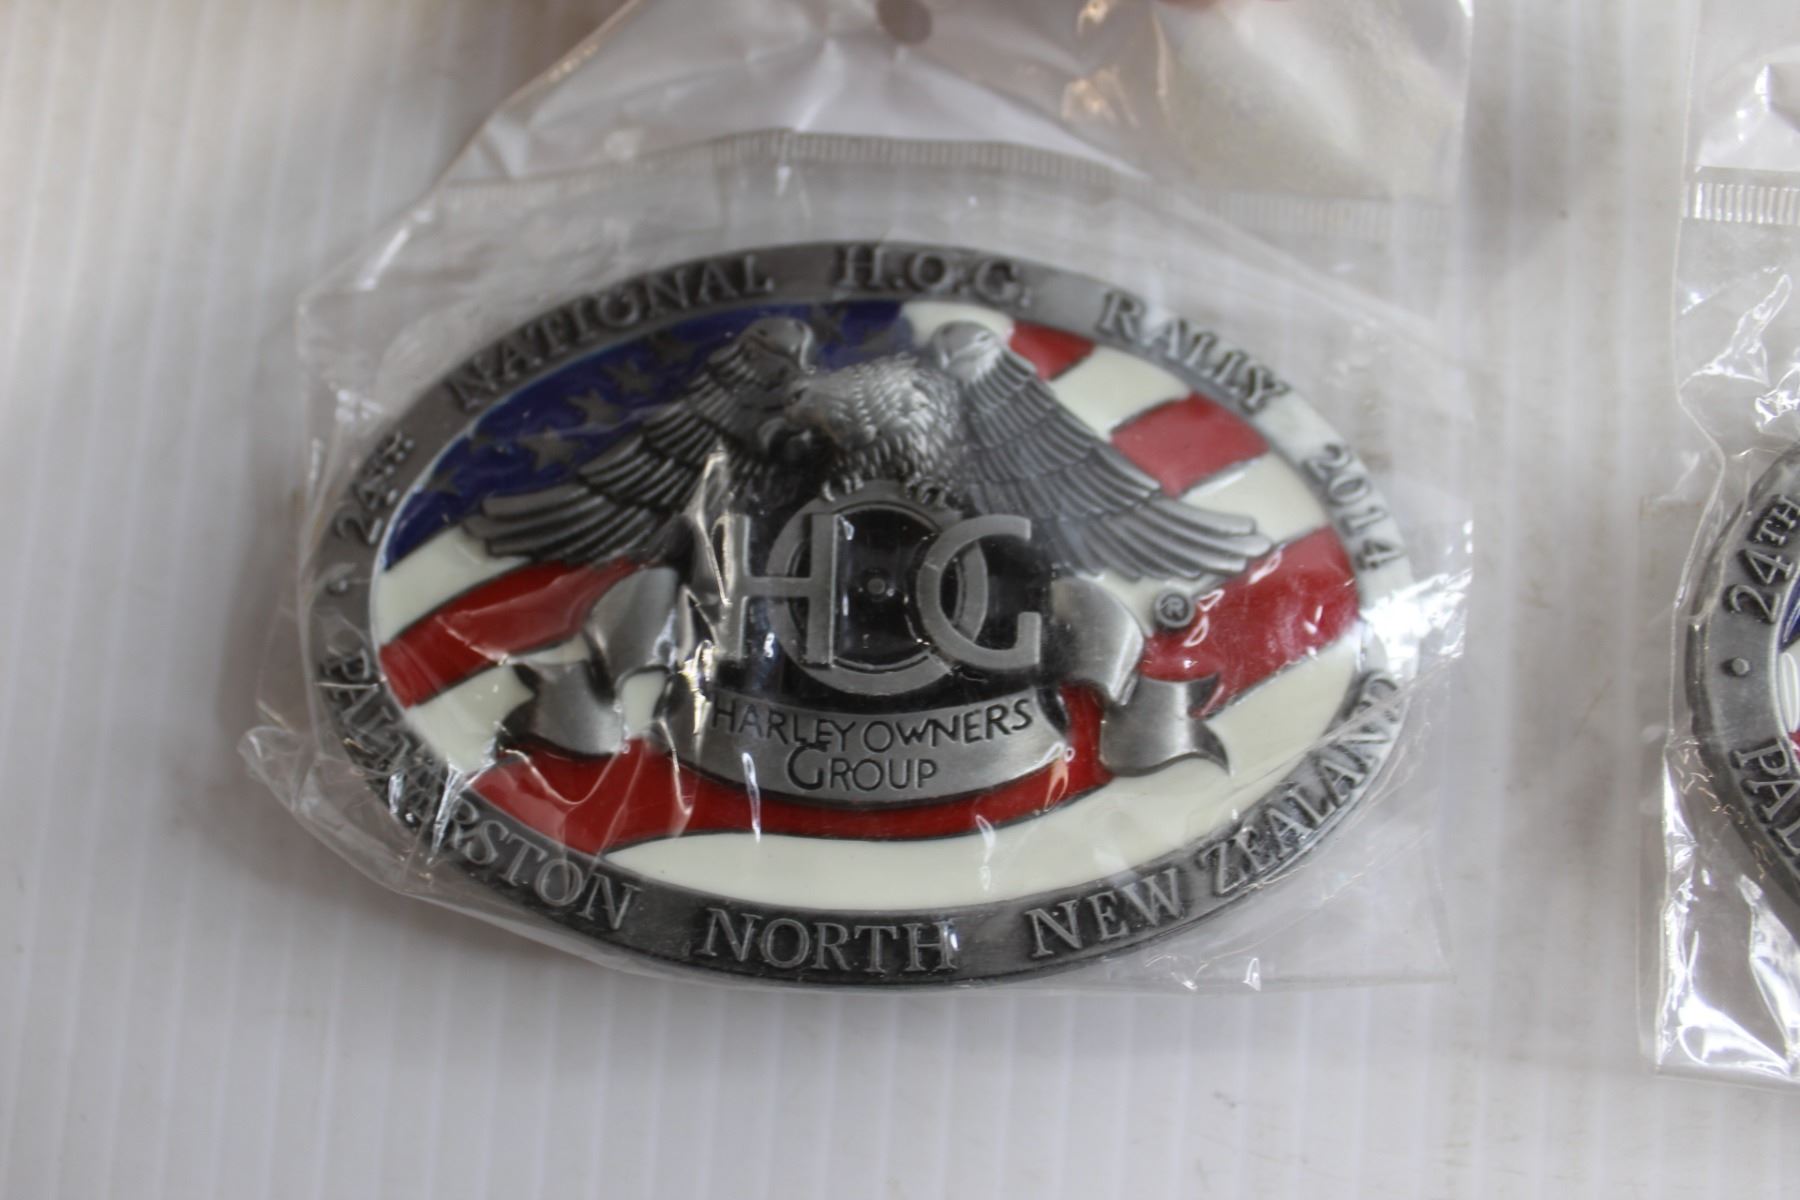 24TH NATIONAL H.O.G. RALLY 2014
HOG ®
HARLEY OWNERS
GROUP
PALMERSTON NORTH NEW ZEALAND
24TH